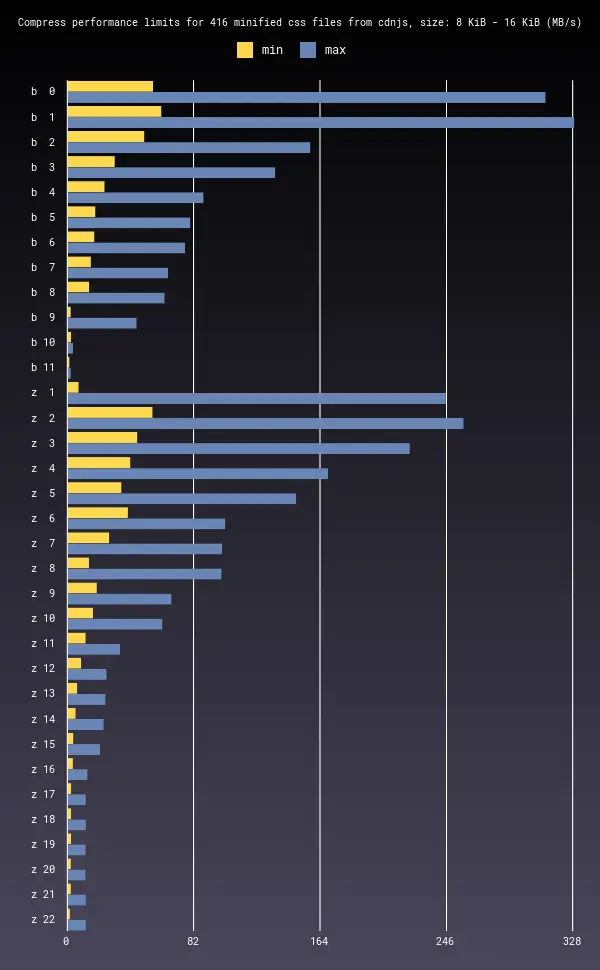 Compress performance limits for 416 minified css files from cdnjs, size: 8 KiB - 16 KiB (MB/s)
min max
b 0
b 1
b 2
b 3
b 4
b 5
b 6
b 7
b 8
b 9
b 10
b 11
z 1
z 2
z 3
z 4
z 5
z 6
z 7
z 8
z 9
z 10
z 11
z 12
z 13
z 14
z 15
z 16
z 17
z 18
z 19
z 20
z 21
z 22
0 82 164 246 328